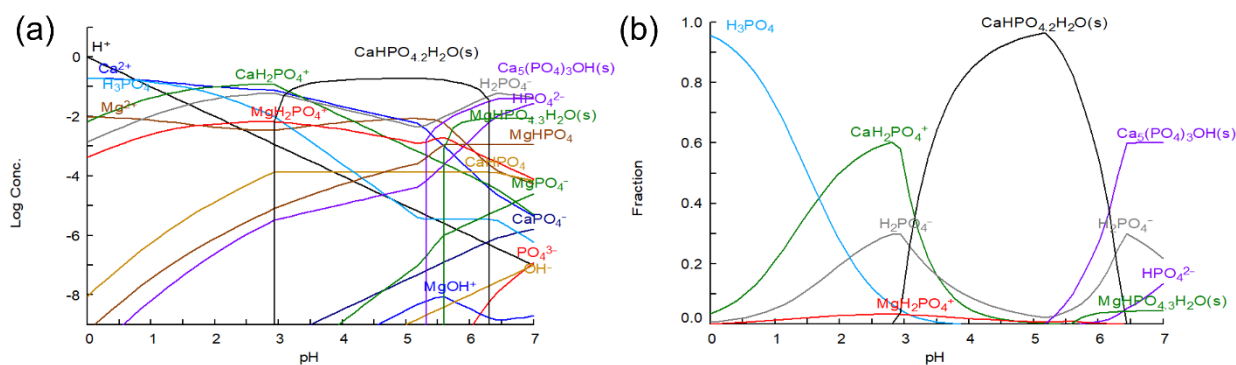 (a)
H⁺
Ca²⁺
H₃PO₄
Mg²⁺
CaH₂PO₄⁺
MgH₂PO₄⁺
CaHPO₄.2H₂O(s)
Ca₅(PO₄)₃OH(s)
H₂PO₄⁻
HPO₄²⁻
MgHPO₄.3H₂O(s)
MgHPO₄
CaHPO₄
MgPO₄⁻
CaPO₄⁻
PO₄³⁻
OH⁻
MgOH⁺
Log Conc.
0
-2
-4
-6
-8
0 1 2 3 4 5 6 7
pH
(b)
H₃PO₄
CaHPO₄.2H₂O(s)
CaH₂PO₄⁺
Ca₅(PO₄)₃OH(s)
H₂PO₄⁻
H₂PO₄⁻
HPO₄²⁻
MgH₂PO₄⁺
MgHPO₄.3H₂O(s)
Fraction
1.0
0.8
0.6
0.4
0.2
0.0
0 1 2 3 4 5 6 7
pH